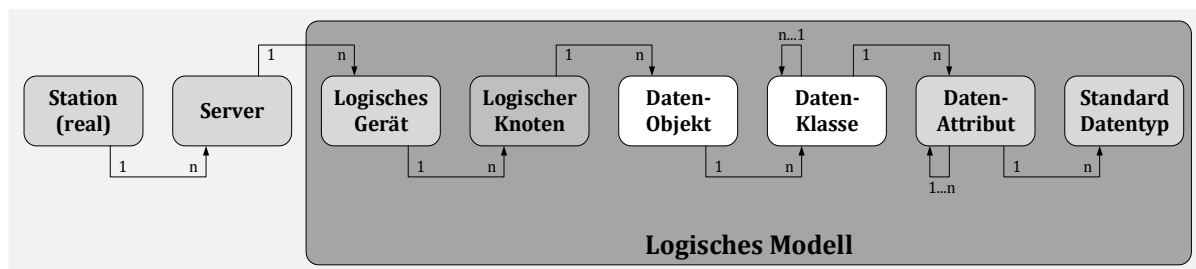 n...1
1 n
1 n
1 n
Station
(real)
Server
Logisches
Gerät
Logischer
Knoten
Daten-
Objekt
Daten-
Klasse
Daten-
Attribut
Standard
Datentyp
1 n
1 n
1 n
1 n
1...n
Logisches Modell